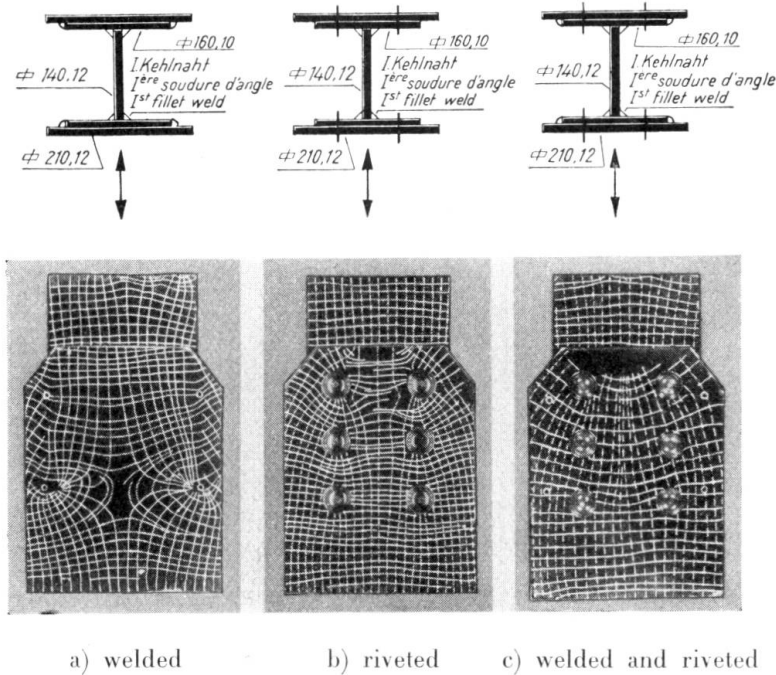 ⌭160,10
⌭140.12
I.Kehlnaht
Ière soudure d'angle
Ist fillet weld
⌭210,12
⌭160,10
⌭140,12
I.Kehlnaht
Ière soudure d'angle
Ist fillet weld
⌭210,12
⌭160,10
⌭140,12
I.Kehlnaht
Ière soudure d'angle
Ist fillet weld
⌭210,12
a) welded
b) riveted
c) welded and riveted